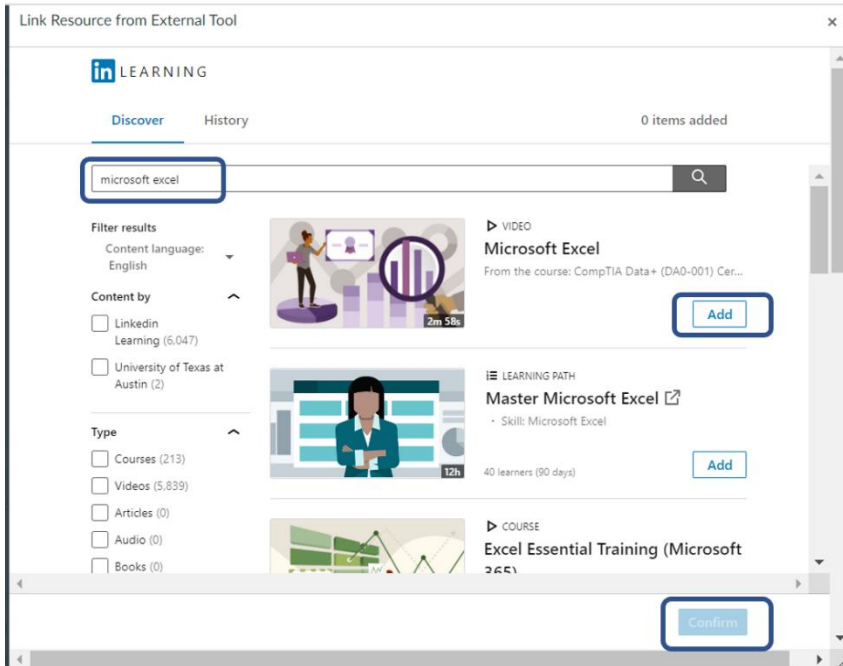 Link Resource from External Tool
×
in LEARNING
Discover History 0 items added
microsoft excel
Filter results
Content language:
English
Content by
Linkedin
Learning (6,047)
University of Texas at
Austin (2)
Type
Courses (213)
Videos (5,839)
Articles (0)
Audio (0)
Books (0)
2m 58s
VIDEO
Microsoft Excel
From the course: CompTIA Data+ (DA0-001) Cer...
Add
12h
LEARNING PATH
Master Microsoft Excel
· Skill: Microsoft Excel
40 learners (90 days)
Add
COURSE
Excel Essential Training (Microsoft
365)
Confirm